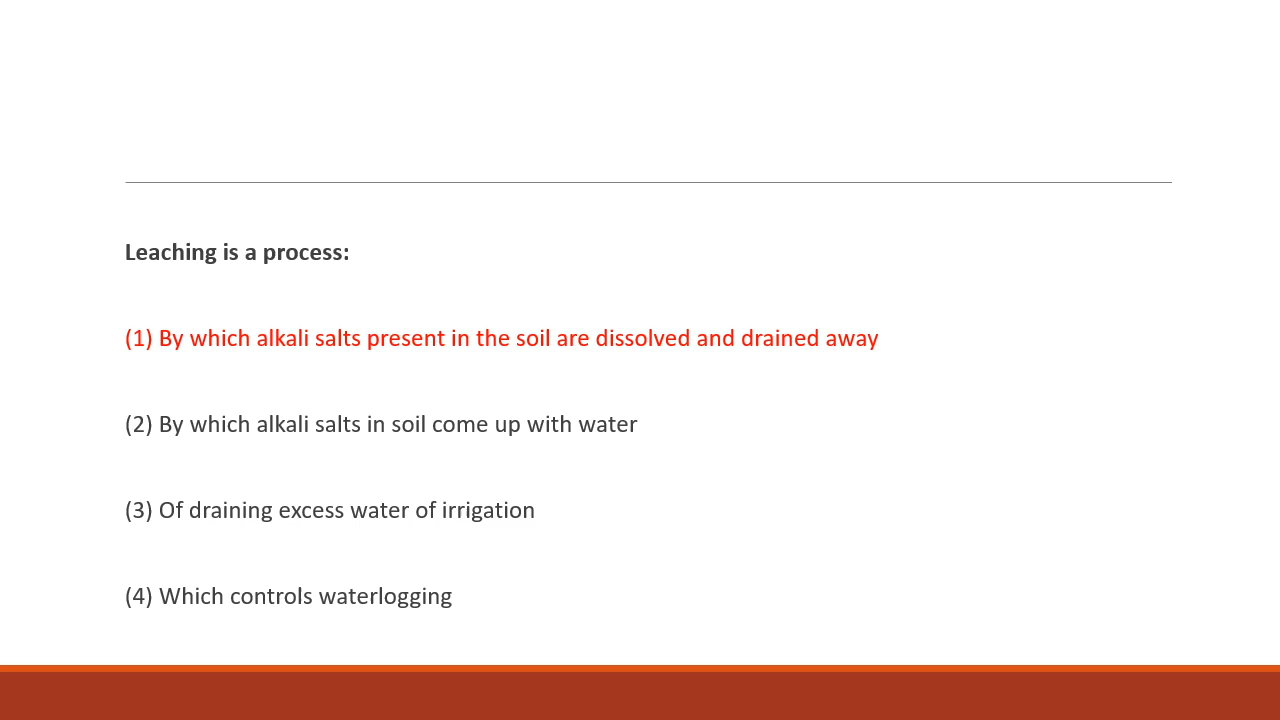 Leaching is a process:
(1) By which alkali salts present in the soil are dissolved and drained away
(2) By which alkali salts in soil come up with water
(3) Of draining excess water of irrigation
(4) Which controls waterlogging